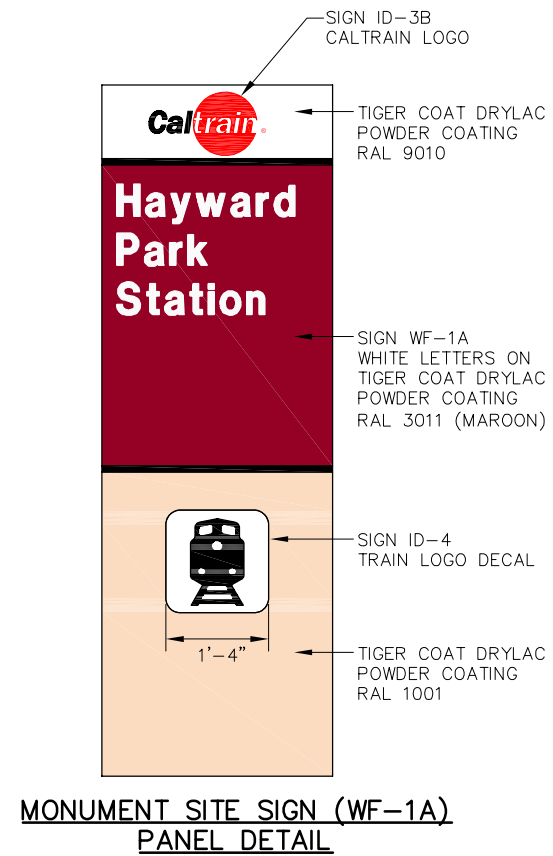 SIGN ID-3B
CALTRAIN LOGO
Caltrain®
TIGER COAT DRYLAC
POWDER COATING
RAL 9010
Hayward
Park
Station
SIGN WF-1A
WHITE LETTERS ON
TIGER COAT DRYLAC
POWDER COATING
RAL 3011 (MAROON)
SIGN ID-4
TRAIN LOGO DECAL
1'-4"
TIGER COAT DRYLAC
POWDER COATING
RAL 1001
MONUMENT SITE SIGN (WF-1A)
PANEL DETAIL